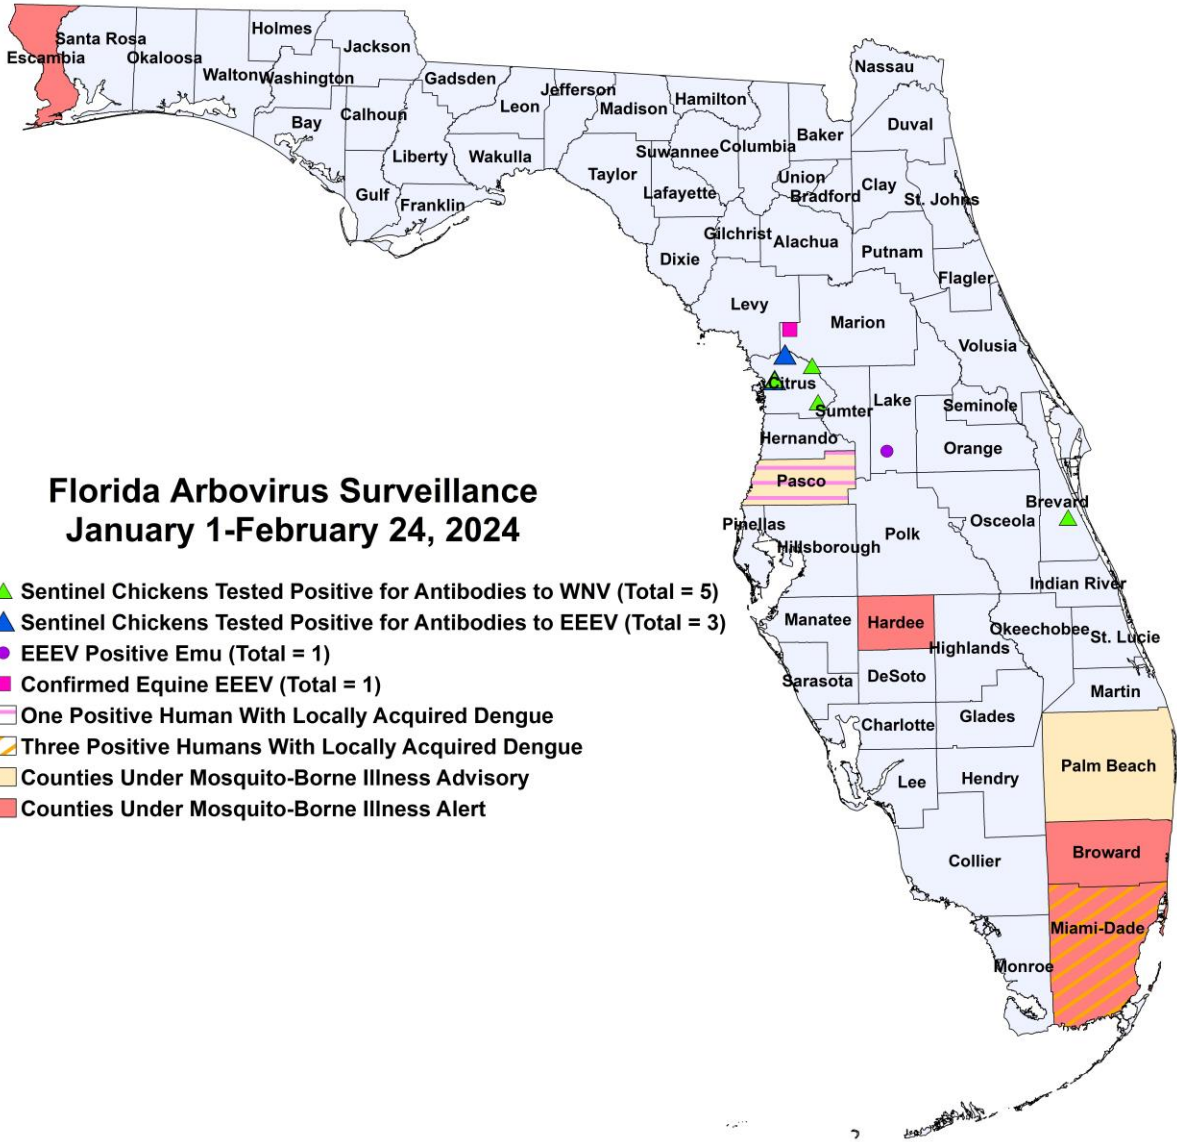 Holmes
Santa Rosa
Jackson
Escambia
Okaloosa
Walton
Washington
Nassau
Gadsden
Jefferson
Leon
Madison
Hamilton
Calhoun
Bay
Duval
Baker
Columbia
Suwannee
Liberty
Wakulla
Taylor
Union
Clay
Lafayette
Bradford
St. Johns
Gulf
Franklin
Gilchrist
Alachua
Putnam
Dixie
Flagler
Levy
Marion
Volusia
Citrus
Lake
Sumter
Seminole
Hernando
Orange
Pasco
Florida Arbovirus Surveillance
January 1-February 24, 2024
Brevard
Pinellas
Osceola
Polk
Hillsborough
Indian River
Sentinel Chickens Tested Positive for Antibodies to WNV (Total = 5)
Sentinel Chickens Tested Positive for Antibodies to EEEV (Total = 3)
EEEV Positive Emu (Total = 1)
Confirmed Equine EEEV (Total = 1)
One Positive Human With Locally Acquired Dengue
Three Positive Humans With Locally Acquired Dengue
Counties Under Mosquito-Borne Illness Advisory
Counties Under Mosquito-Borne Illness Alert
Manatee
Hardee
Okeechobee
St. Lucie
Highlands
Sarasota
DeSoto
Martin
Charlotte
Glades
Palm Beach
Lee
Hendry
Broward
Collier
Miami-Dade
Monroe